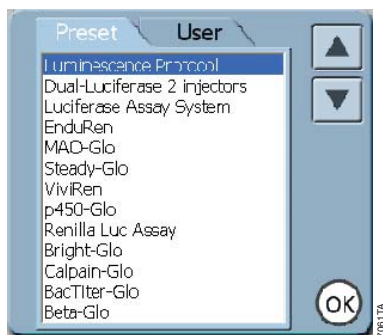 Preset User
Luminescence Protocol
Dual-Luciferase 2 injectors
Luciferase Assay System
EnduRen
MAO-Glo
Steady-Glo
ViviRen
p450-Glo
Renilla Luc Assay
Bright-Glo
Calpain-Glo
BacTIter-Glo
Beta-Glo
OK